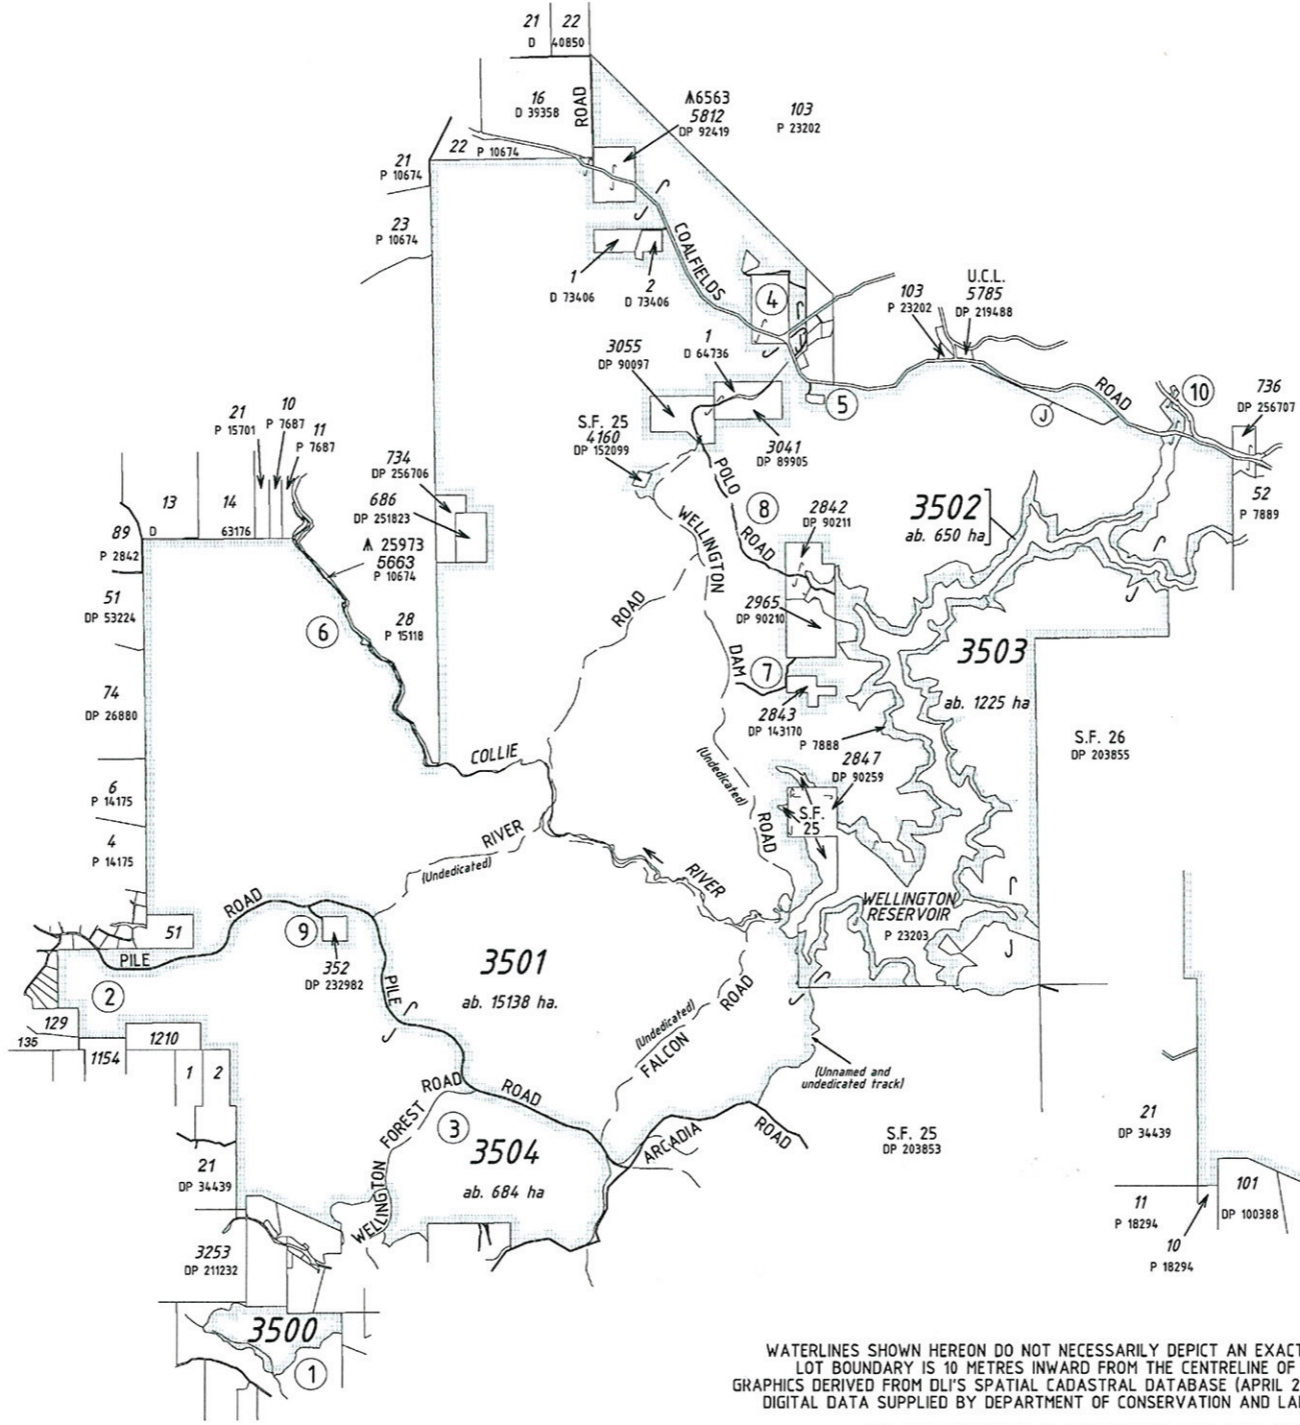 21 22
D 40850
16
D 39358
ROAD
6563
5812
DP 92419
103
P 23202
22 P 10674
21
P 10674
23
P 10674
COALFIELDS
1
D 73406
2
D 73406
4
103
P 23202
U.C.L.
5785
DP 219488
3055
DP 90097
1
D 64736
5
J
ROAD
10
736
DP 256707
21
P 15701
10
P 7687
11
P 7687
S.F. 25
4160
DP 152099
3041
DP 89905
734
DP 256706
686
DP 251823
POLO
ROAD
8
2842
DP 90211
3502
ab. 650 ha
52
P 7889
13
14
D 63176
89
P 2842
25973
5663
P 10674
WELLINGTON
DAM
ROAD
51
DP 53224
6
28
P 15118
ROAD
2965
DP 90210
3503
ab. 1225 ha
7
74
DP 26880
2843
DP 143170
P 7888
S.F. 26
DP 203855
COLLIE
(Undedicated)
2847
DP 90259
6
P 14175
S.F.
25
4
P 14175
RIVER
(Undedicated)
RIVER
WELLINGTON
RESERVOIR
P 23203
ROAD
51
9
PILE
352
DP 232982
3501
ab. 15138 ha.
2
PILE
ROAD
(Undedicated)
FALCON
129
135
1154
1210
1 2
(Unnamed and
undedicated track)
ROAD
ROAD
FOREST
WELLINGTON
3
3504
ab. 684 ha
ARCADIA
ROAD
S.F. 25
DP 203853
21
DP 34439
21
DP 34439
11
P 18294
101
DP 100388
10
P 18294
3253
DP 211232
3500
1
WATERLINES SHOWN HEREON DO NOT NECESSARILY DEPICT AN EXACT
LOT BOUNDARY IS 10 METRES INWARD FROM THE CENTRELINE OF
GRAPHICS DERIVED FROM DLI'S SPATIAL CADASTRAL DATABASE (APRIL 2
DIGITAL DATA SUPPLIED BY DEPARTMENT OF CONSERVATION AND LA